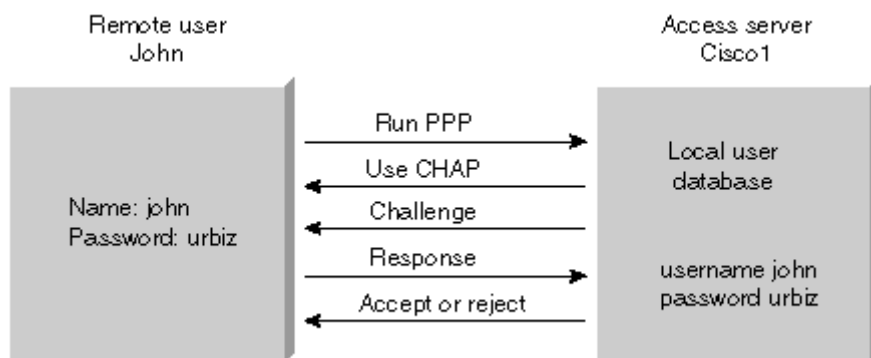 Remote user
John
Access server
Cisco1
Run PPP
Use CHAP
Challenge
Response
Accept or reject
Name: john
Password: urbiz
Local user
database
username john
password urbiz